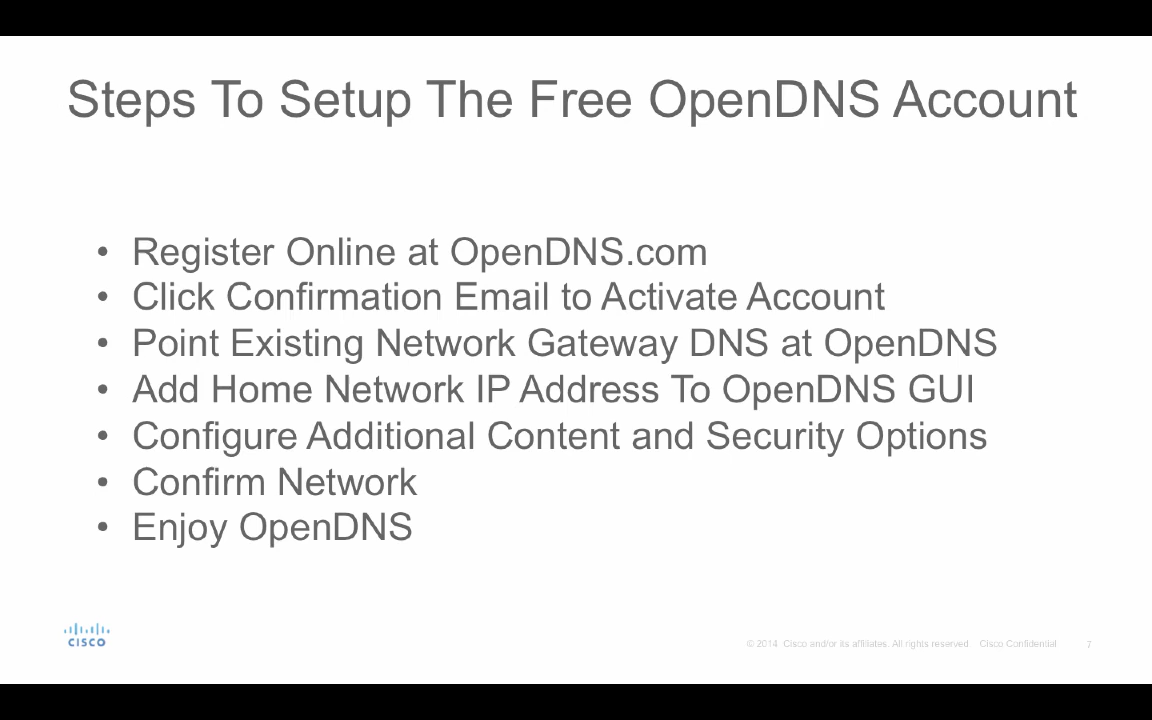 Steps To Setup The Free OpenDNS Account
• Register Online at OpenDNS.com
• Click Confirmation Email to Activate Account
• Point Existing Network Gateway DNS at OpenDNS
• Add Home Network IP Address To OpenDNS GUI
• Configure Additional Content and Security Options
• Confirm Network
• Enjoy OpenDNS
CISCO
© 2014 Cisco and/or its affiliates. All rights reserved Cisco Confidential 7